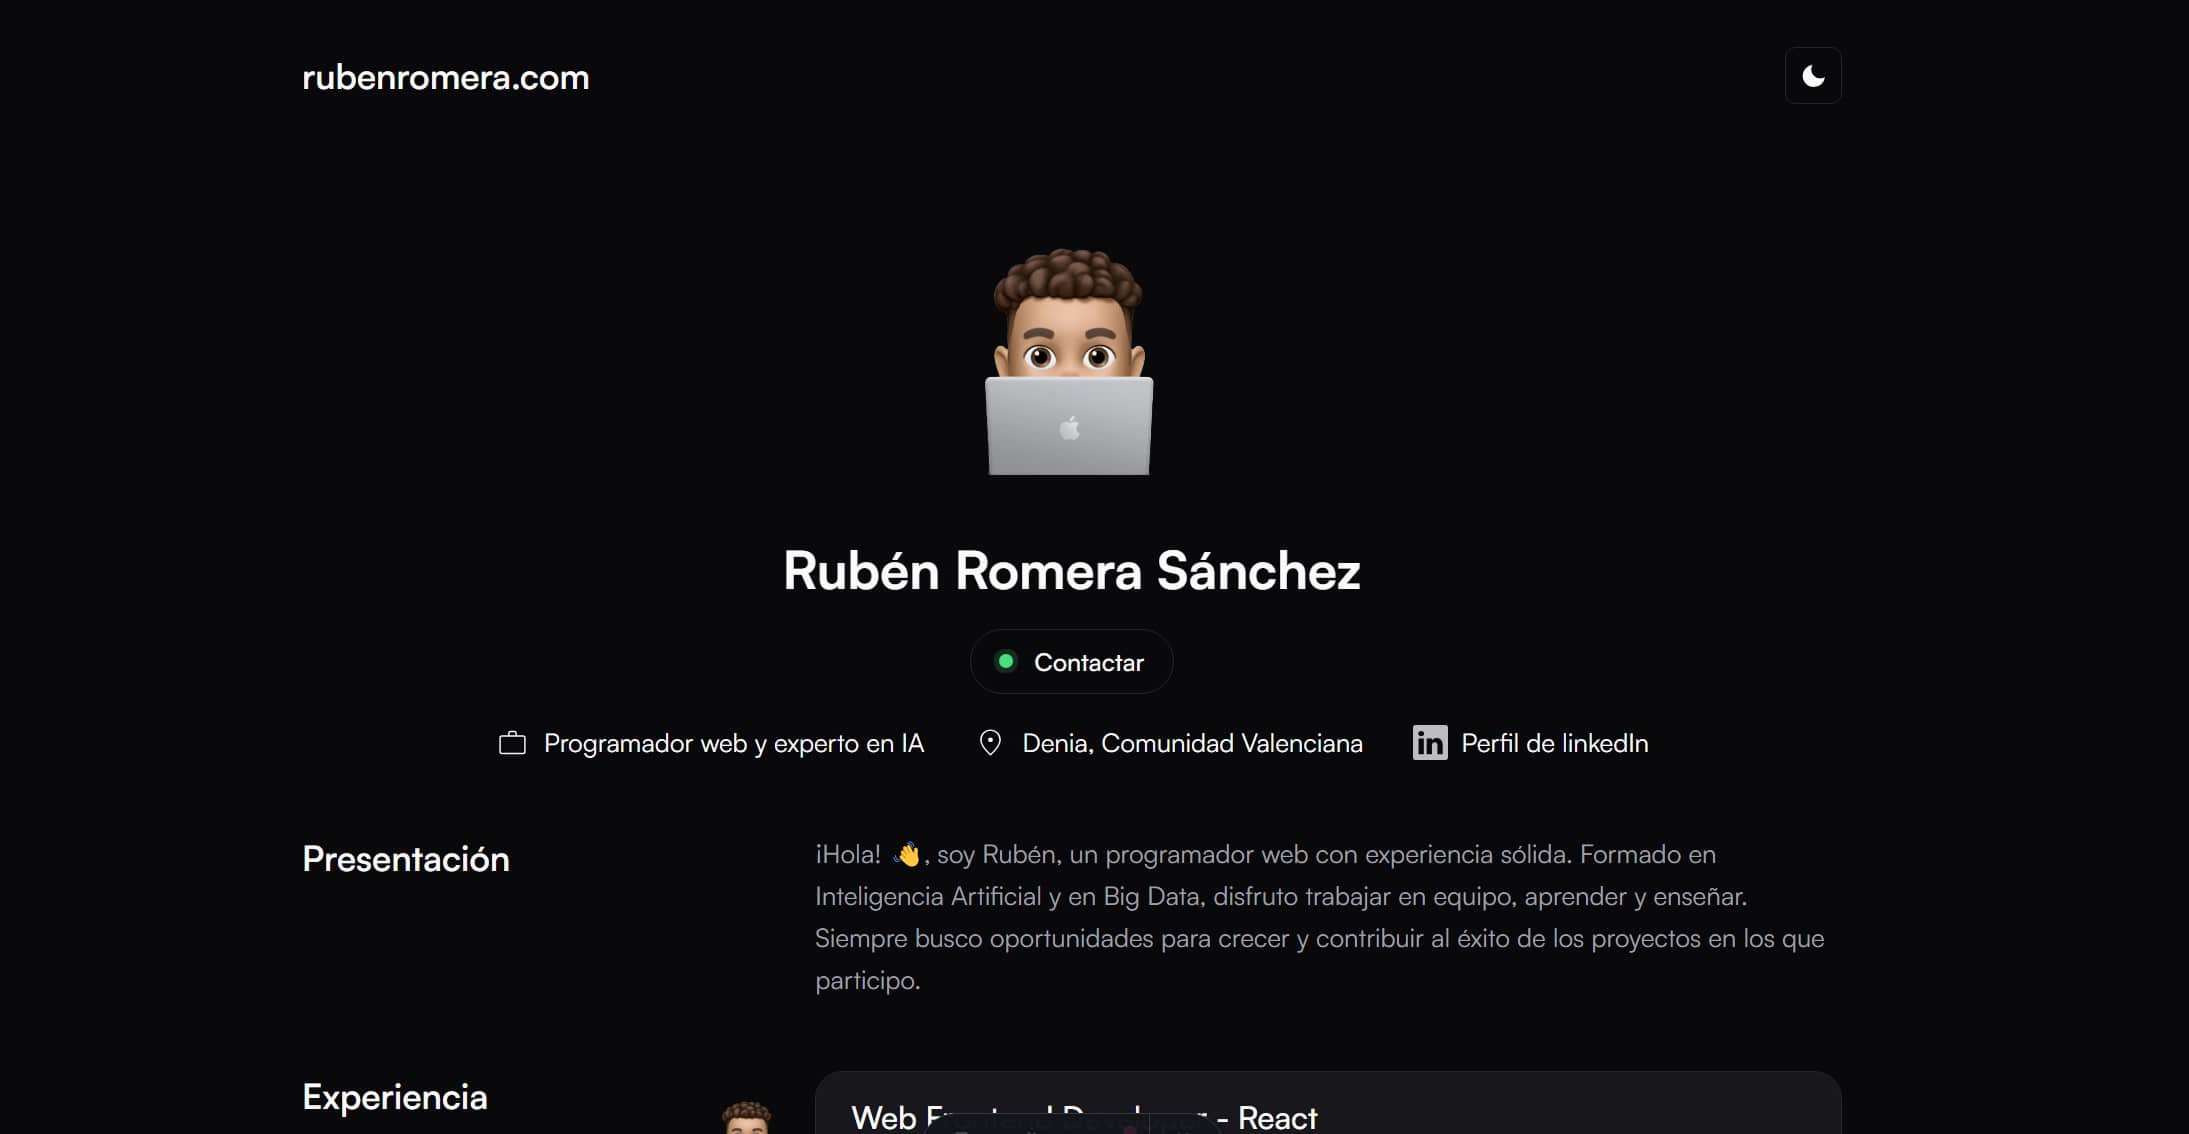 rubenromera.com
Rubén Romera Sánchez
Contactar
Programador web y experto en IA
Denia, Comunidad Valenciana
in Perfil de linkedIn
Presentación
¡Hola! 👋, soy Rubén, un programador web con experiencia sólida. Formado en
Inteligencia Artificial y en Big Data, disfruto trabajar en equipo, aprender y enseñar.
Siempre busco oportunidades para crecer y contribuir al éxito de los proyectos en los que
participo.
Experiencia
Web Frontend Developer - React